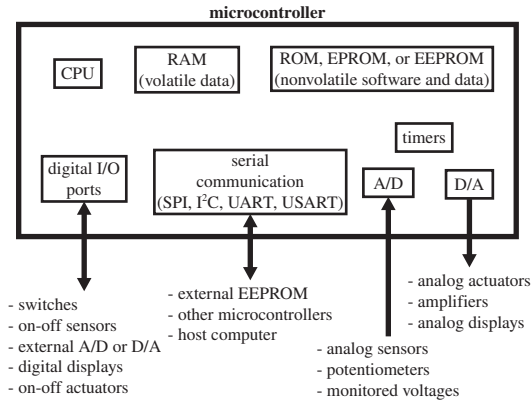 microcontroller
CPU
RAM
(volatile data)
ROM, EPROM, or EEPROM
(nonvolatile software and data)
timers
digital I/O
ports
serial
communication
(SPI, I²C, UART, USART)
A/D
D/A
- switches
- on-off sensors
- external A/D or D/A
- digital displays
- on-off actuators
- external EEPROM
- other microcontrollers
- host computer
- analog sensors
- potentiometers
- monitored voltages
- analog actuators
- amplifiers
- analog displays